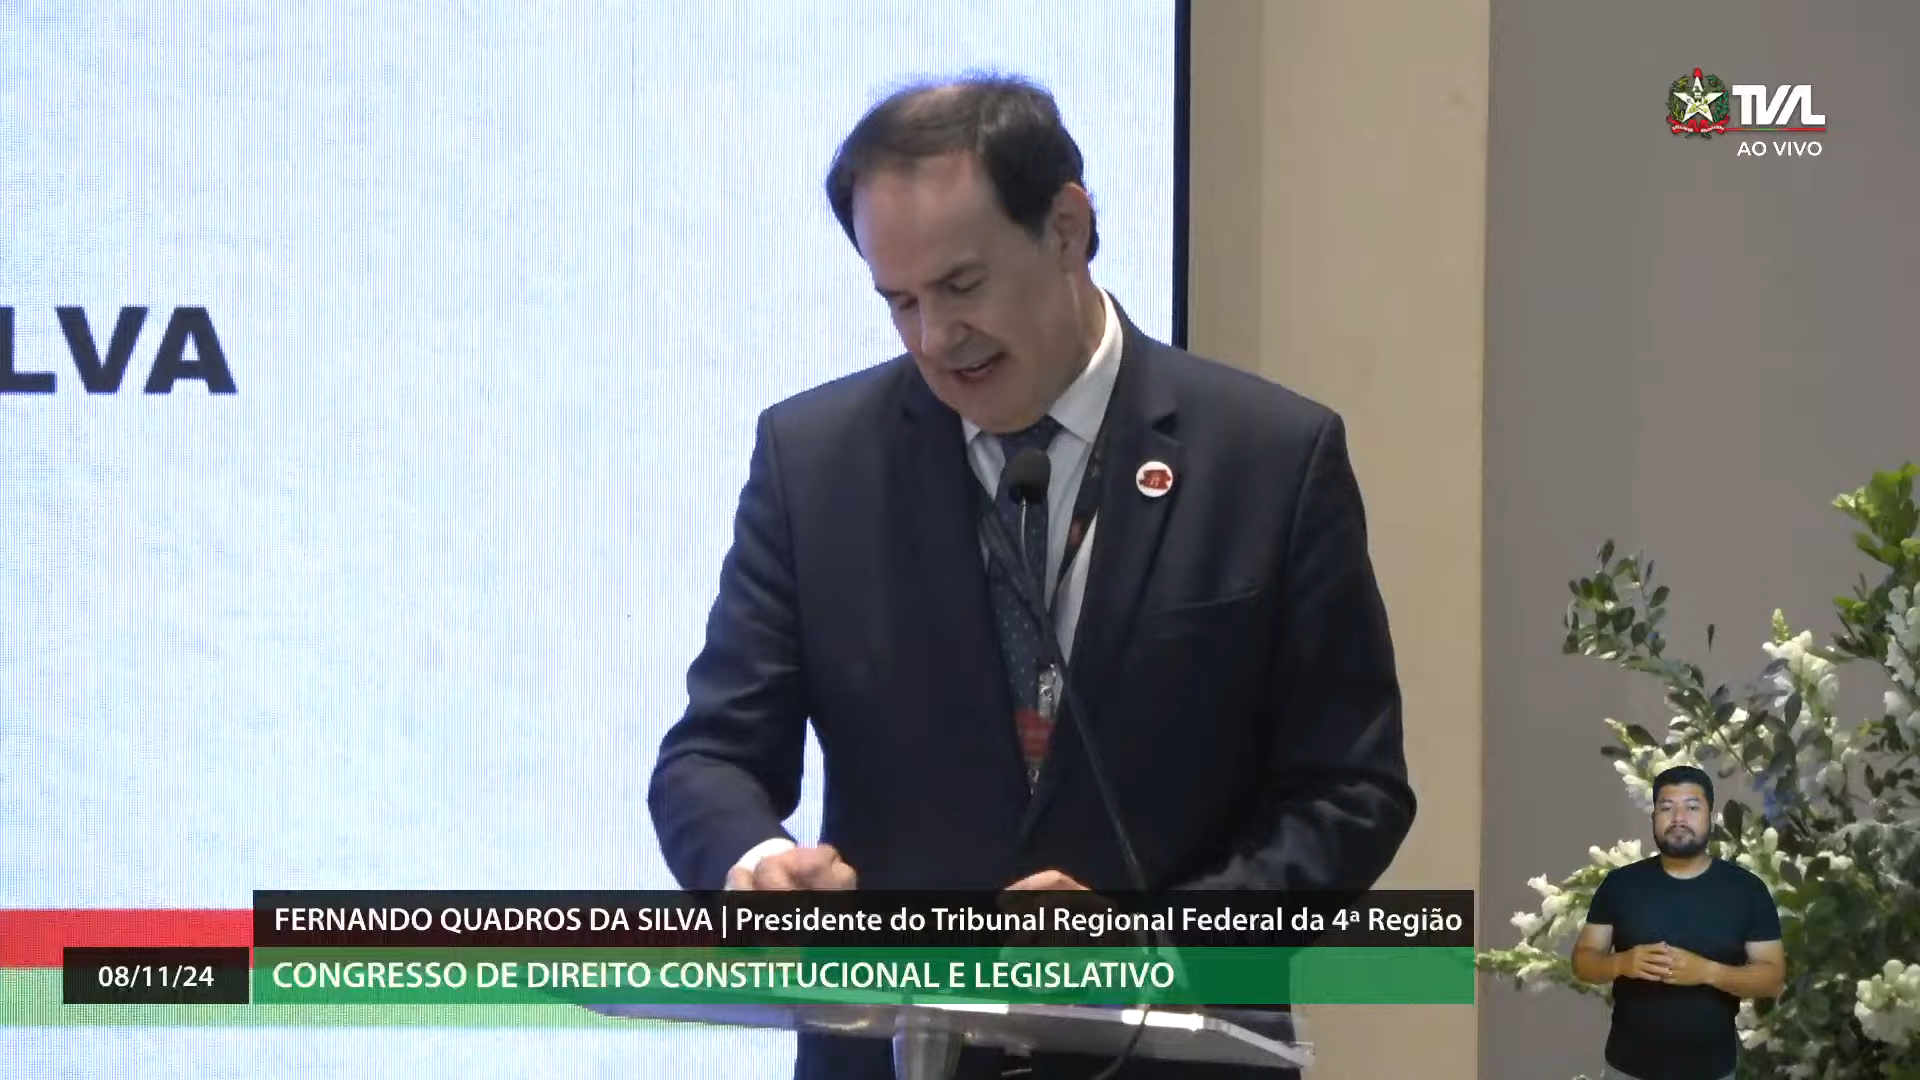 TVAL
AO VIVO
LVA
FERNANDO QUADROS DA SILVA | Presidente do Tribunal Regional Federal da 4ª Região
08/11/24 CONGRESSO DE DIREITO CONSTITUCIONAL E LEGISLATIVO